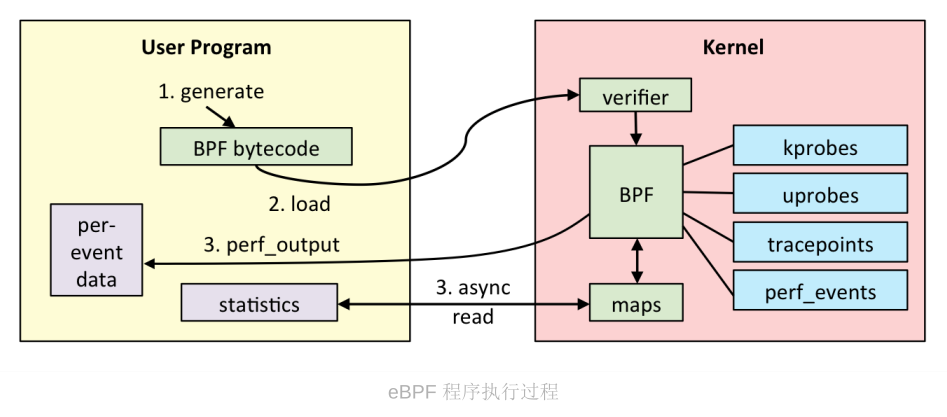 User Program
1. generate
BPF bytecode
2. load
per-
event
data
3. perf_output
statistics
3. async
read
Kernel
verifier
BPF
maps
kprobes
uprobes
tracepoints
perf_events
eBPF 程序执行过程